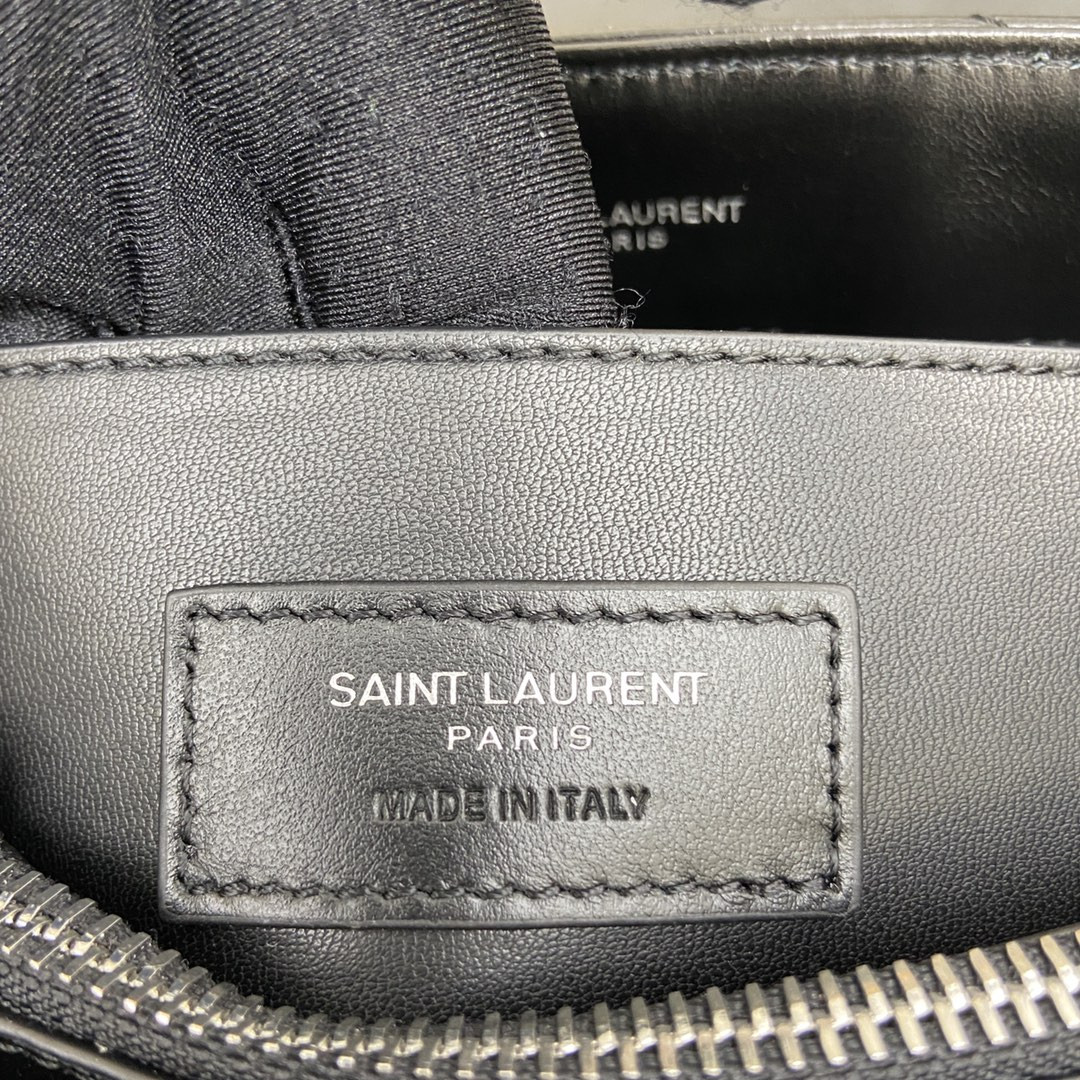 LAURENT
PARIS
SAINT LAURENT
PARIS
MADE IN ITALY